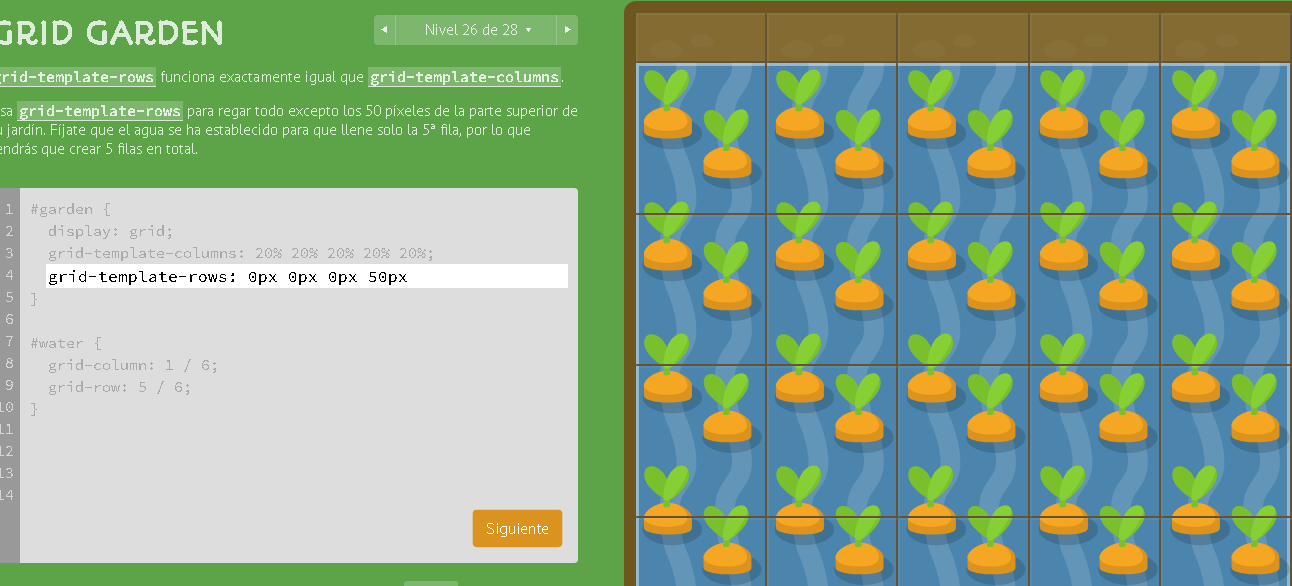 GRID GARDEN
Nivel 26 de 28
grid-template-rows funciona exactamente igual que grid-template-columns.
sa grid-template-rows para regar todo excepto los 50 píxeles de la parte superior de
u jardín. Fíjate que el agua se ha establecido para que llene solo la 5ª fila, por lo que
endrás que crear 5 filas en total.
1 #garden {
2 display: grid;
3 grid-template-columns: 20% 20% 20% 20% 20%;
4 grid-template-rows: 0px 0px 0px 50px
5 }
6
7 #water {
8 grid-column: 1 / 6;
9 grid-row: 5 / 6;
10 }
11
12
13
14
Siguiente